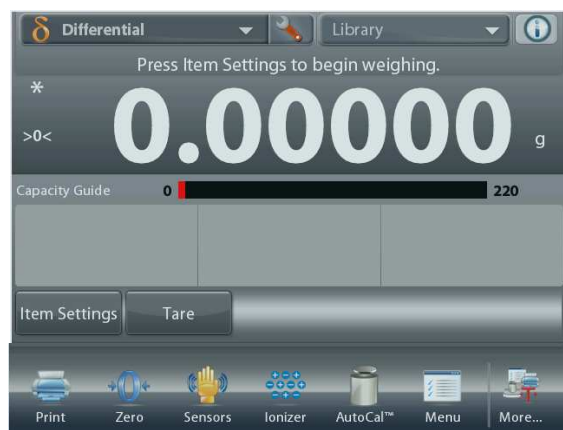 δ Differential Library
Press Item Settings to begin weighing.
*
>0< 0.00000 g
Capacity Guide 0 220
Item Settings Tare
Print Zero Sensors Ionizer AutoCal™ Menu More...